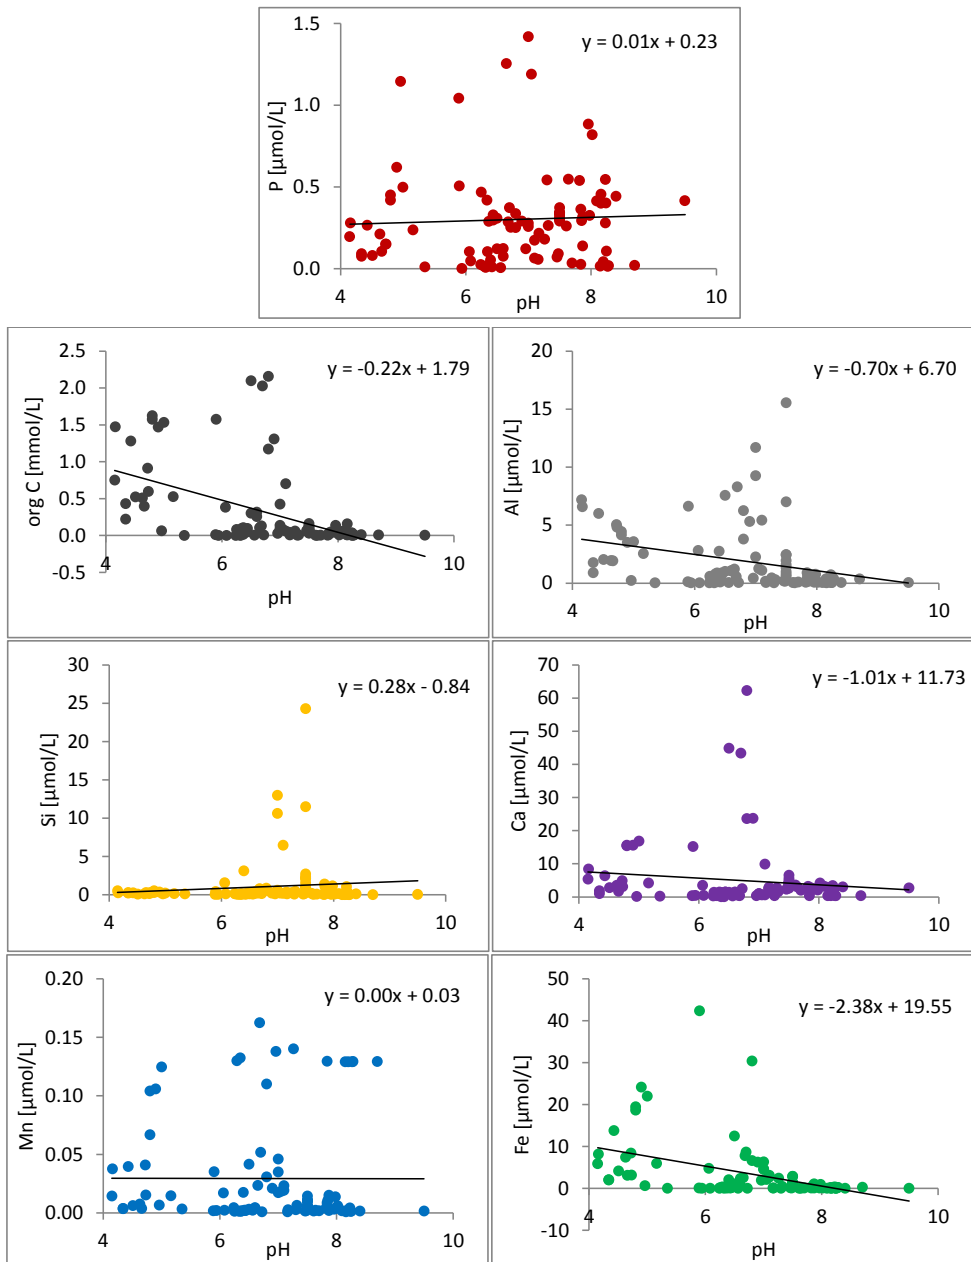 y = 0.01x + 0.23
P [µmol/L]
1.5
1.0
0.5
0.0
4 6 8 10
pH
y = -0.22x + 1.79
org C [mmol/L]
2.5
2.0
1.5
1.0
0.5
0.0
-0.5
4 6 8 10
pH
y = -0.70x + 6.70
Al [µmol/L]
20
15
10
5
0
4 6 8 10
pH
y = 0.28x - 0.84
Si [µmol/L]
30
25
20
15
10
5
0
4 6 8 10
pH
y = -1.01x + 11.73
Ca [µmol/L]
70
60
50
40
30
20
10
0
4 6 8 10
pH
y = 0.00x + 0.03
Mn [µmol/L]
0.20
0.15
0.10
0.05
0.00
4 6 8 10
pH
y = -2.38x + 19.55
Fe [µmol/L]
50
40
30
20
10
0
-10
4 6 8 10
pH